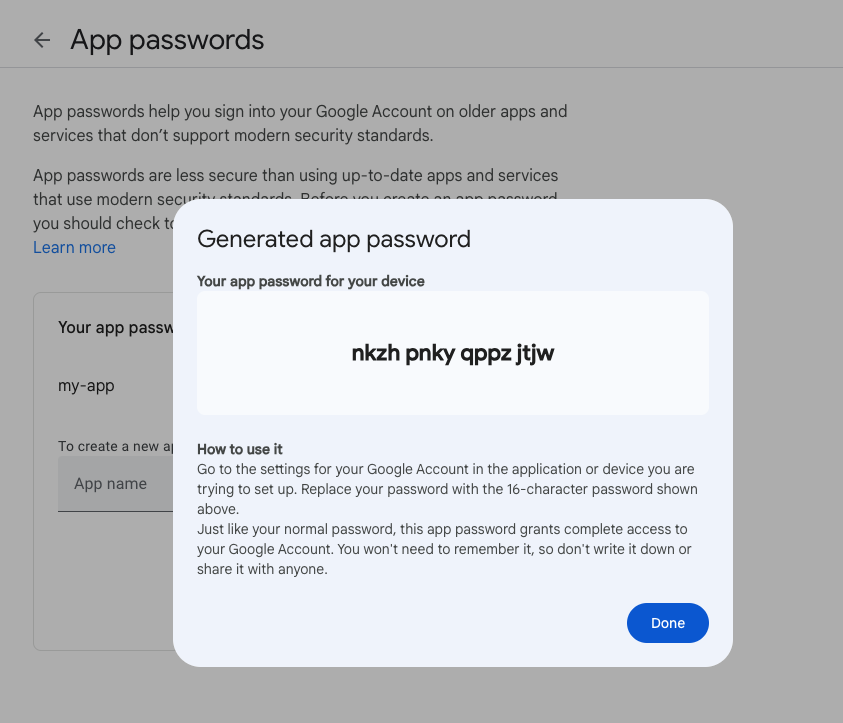 App passwords
App passwords help you sign into your Google Account on older apps and
services that don’t support modern security standards.
App passwords are less secure than using up-to-date apps and services
that use modern security standards. Before you create an app password,
you should check to
Learn more
Your app passw
my-app
To create a new ap
App name
Generated app password
Your app password for your device
nkzh pnky qppz jtjw
How to use it
Go to the settings for your Google Account in the application or device you are
trying to set up. Replace your password with the 16-character password shown
above.
Just like your normal password, this app password grants complete access to
your Google Account. You won't need to remember it, so don't write it down or
share it with anyone.
Done